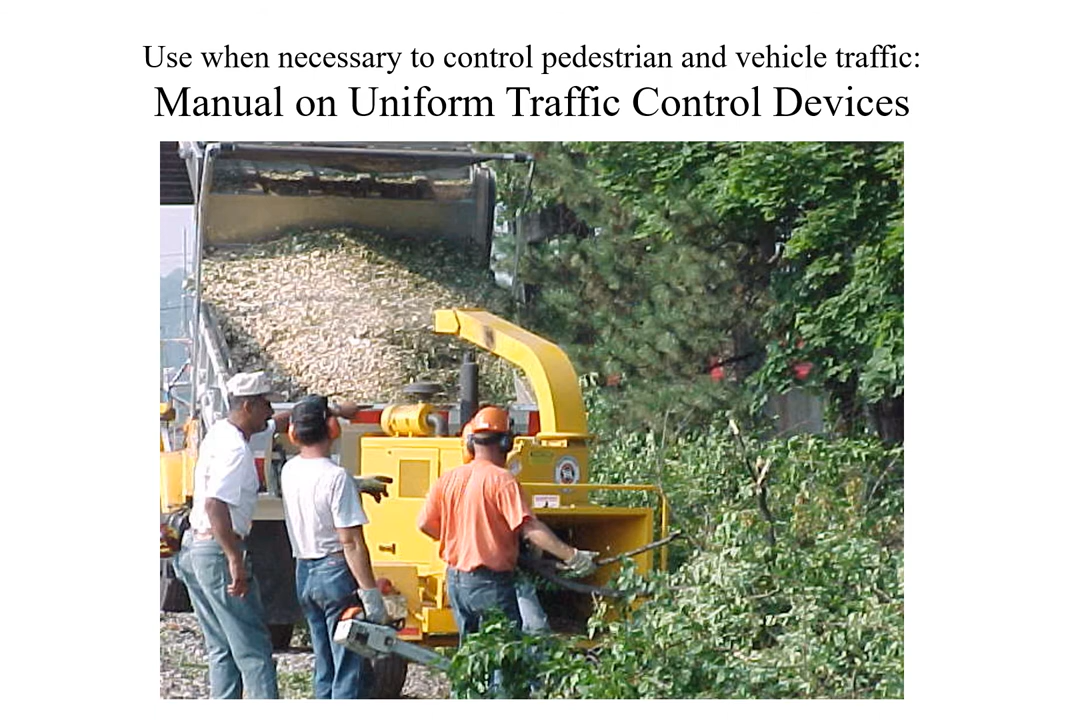 Use when necessary to control pedestrian and vehicle traffic:
Manual on Uniform Traffic Control Devices